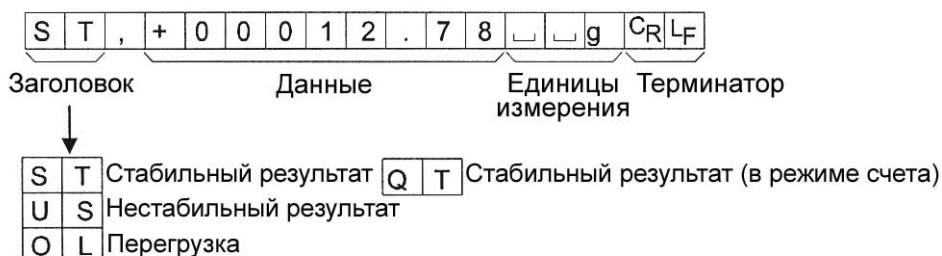 S T , + 0 0 0 1 2 . 7 8 ␣ ␣ g CR LF
Заголовок Данные Единицы измерения Терминатор
S T Стабильный результат Q T Стабильный результат (в режиме счета)
U S Нестабильный результат
O L Перегрузка